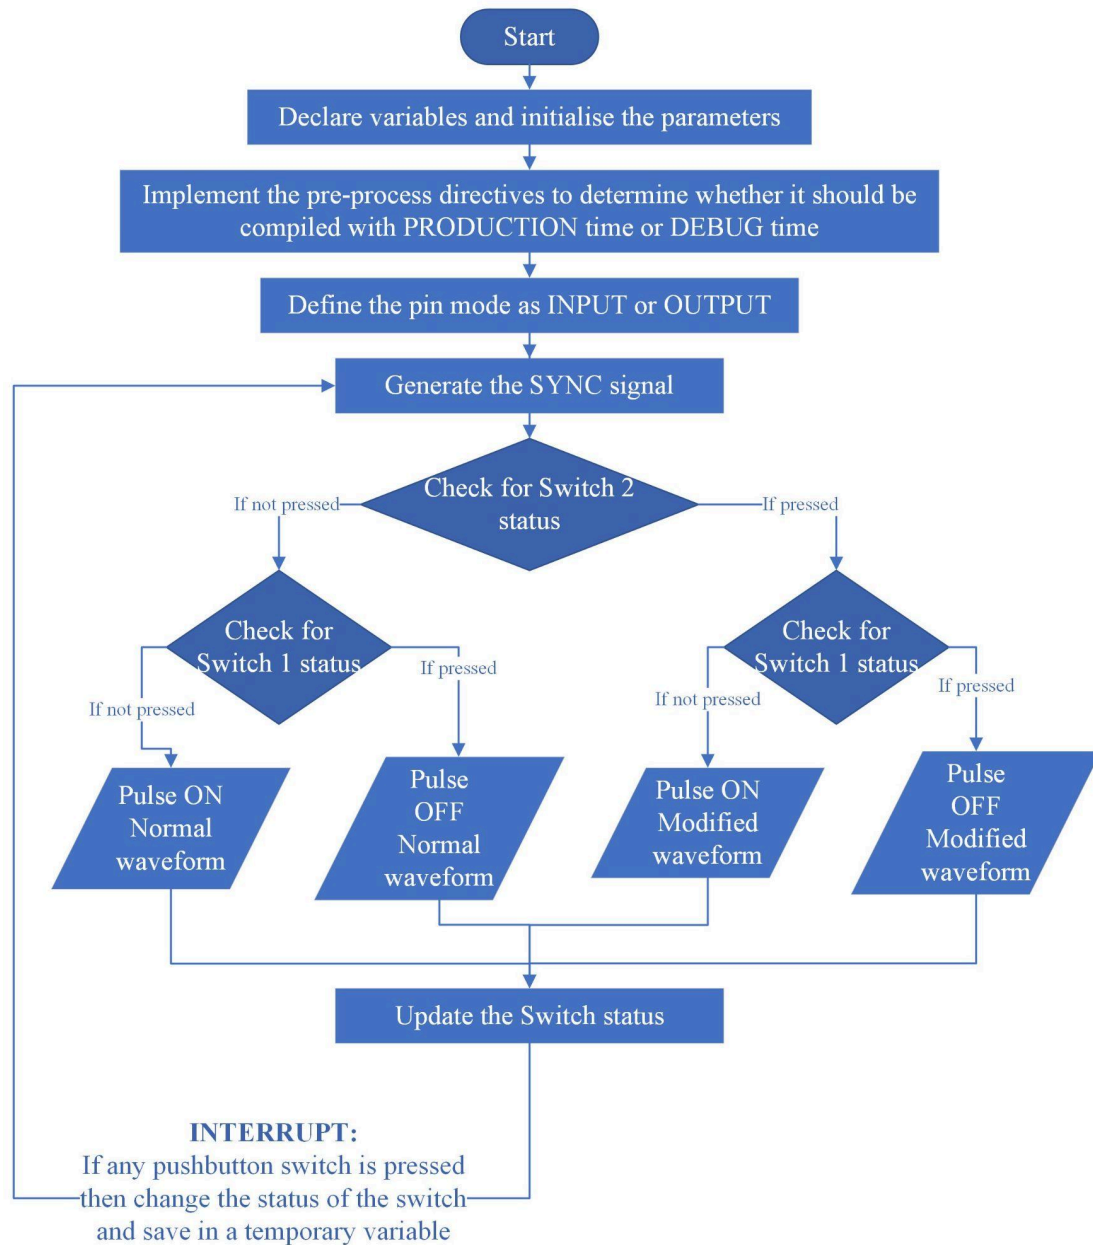 Start
Declare variables and initialise the parameters
Implement the pre-process directives to determine whether it should be
compiled with PRODUCTION time or DEBUG time
Define the pin mode as INPUT or OUTPUT
Generate the SYNC signal
Check for Switch 2
status
If not pressed
If pressed
Check for
Switch 1 status
If not pressed
If pressed
Check for
Switch 1 status
If not pressed
If pressed
Pulse ON
Normal
waveform
Pulse
OFF
Normal
waveform
Pulse ON
Modified
waveform
Pulse
OFF
Modified
waveform
Update the Switch status
INTERRUPT:
If any pushbutton switch is pressed
then change the status of the switch
and save in a temporary variable